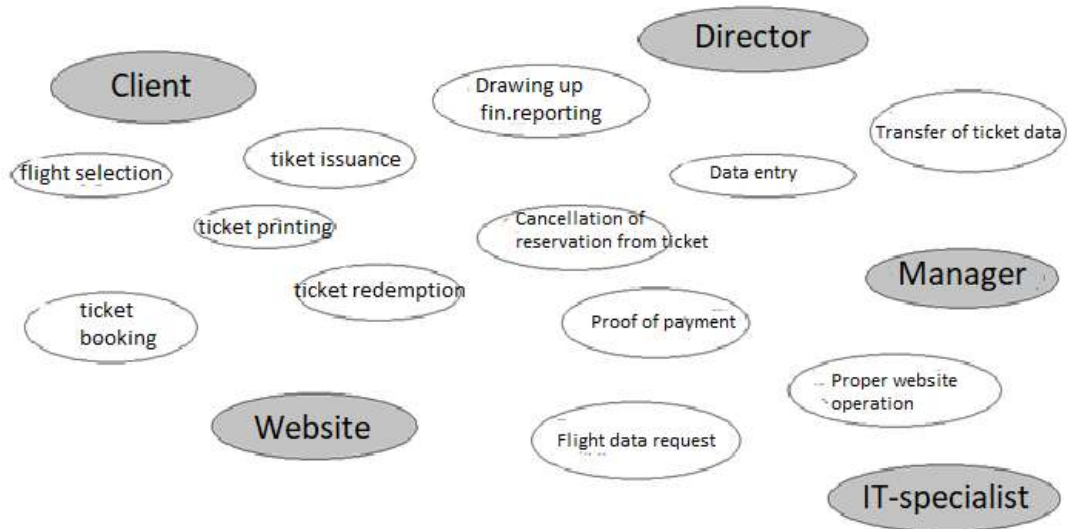 Director
Client
Drawing up
fin.reporting
Transfer of ticket data
tiket issuance
flight selection
Data entry
ticket printing
Cancellation of
reservation from ticket
Manager
ticket redemption
ticket
booking
Proof of payment
Proper website
operation
Website
Flight data request
IT-specialist